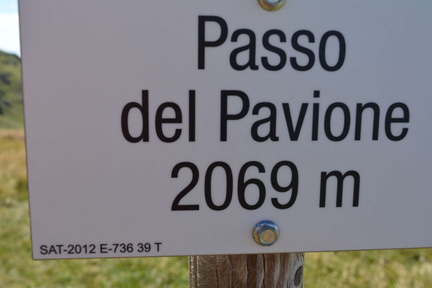 Passo
del Pavione
2069 m
SAT-2012 E-736 39 T